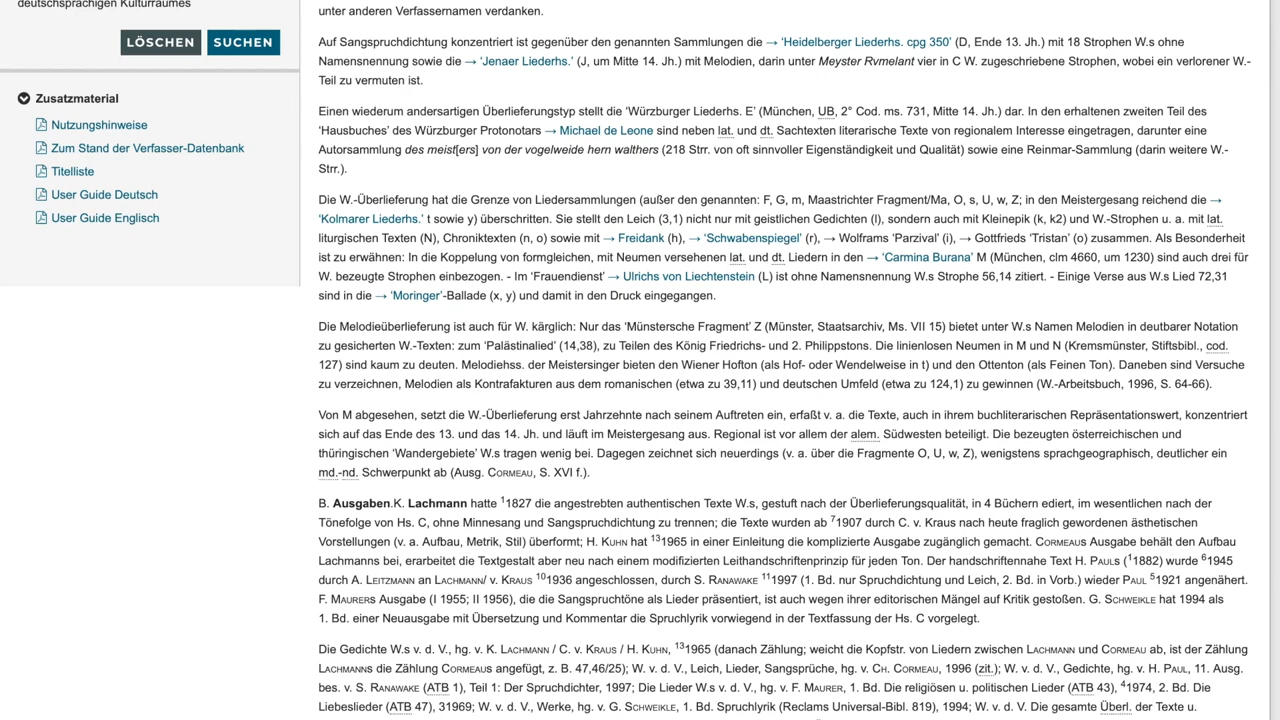 deutschsprachigen Kulturraumes
LÖSCHEN SUCHEN
Zusatzmaterial
Nutzungshinweise
Zum Stand der Verfasser-Datenbank
Titelliste
User Guide Deutsch
User Guide Englisch
unter anderen Verfassernamen verdanken.
Auf Sangspruchdichtung konzentriert ist gegenüber den genannten Sammlungen die → ‘Heidelberger Liederhs. cpg 350’ (D, Ende 13. Jh.) mit 18 Strophen W.s ohne
Namensnennung sowie die → ‘Jenaer Liederhs.’ (J, um Mitte 14. Jh.) mit Melodien, darin unter Meyster Rvmelant vier in C W. zugeschriebene Strophen, wobei ein verlorener W.-
Teil zu vermuten ist.
Einen wiederum andersartigen Überlieferungstyp stellt die ‘Würzburger Liederhs. E’ (München, UB, 2° Cod. ms. 731, Mitte 14. Jh.) dar. In den erhaltenen zweiten Teil des
‘Hausbuches’ des Würzburger Protonotars → Michael de Leone sind neben lat. und dt. Sachtexten literarische Texte von regionalem Interesse eingetragen, darunter eine
Autorsammlung des meist[ers] von der vogelweide hern walthers (218 Strr. von oft sinnvoller Eigenständigkeit und Qualität) sowie eine Reinmar-Sammlung (darin weitere W.-
Strr.).
Die W.-Überlieferung hat die Grenze von Liedersammlungen (außer den genannten: F, G, m, Maastrichter Fragment/Ma, O, s, U, w, Z; in den Meistergesang reichend die →
‘Kolmarer Liederhs.’ t sowie y) überschritten. Sie stellt den Leich (3,1) nicht nur mit geistlichen Gedichten (l), sondern auch mit Kleinepik (k, k2) und W.-Strophen u. a. mit lat.
liturgischen Texten (N), Chroniktexten (n, o) sowie mit → Freidank (h), → ‘Schwabenspiegel’ (r), → Wolframs ‘Parzival’ (i), → Gottfrieds ‘Tristan’ (o) zusammen. Als Besonderheit
ist zu erwähnen: In die Koppelung von formgleichen, mit Neumen versehenen lat. und dt. Liedern in den → ‘Carmina Burana’ M (München, clm 4660, um 1230) sind auch drei für
W. bezeugte Strophen einbezogen. - Im ‘Frauendienst’ → Ulrichs von Liechtenstein (L) ist ohne Namensnennung W.s Strophe 56,14 zitiert. - Einige Verse aus W.s Lied 72,31
sind in die → ‘Moringer’-Ballade (x, y) und damit in den Druck eingegangen.
Die Melodieüberlieferung ist auch für W. kärglich: Nur das ‘Münstersche Fragment’ Z (Münster, Staatsarchiv, Ms. VII 15) bietet unter W.s Namen Melodien in deutbarer Notation
zu gesicherten W.-Texten: zum ‘Palästinalied’ (14,38), zu Teilen des König Friedrichs- und 2. Philippstons. Die linienlosen Neumen in M und N (Kremsmünster, Stiftsbibl., cod.
127) sind kaum zu deuten. Melodiehss. der Meistersinger bieten den Wiener Hofton (als Hof- oder Wendelweise in t) und den Ottenton (als Feinen Ton). Daneben sind Versuche
zu verzeichnen, Melodien als Kontrafakturen aus dem romanischen (etwa zu 39,11) und deutschen Umfeld (etwa zu 124,1) zu gewinnen (W.-Arbeitsbuch, 1996, S. 64-66).
Von M abgesehen, setzt die W.-Überlieferung erst Jahrzehnte nach seinem Auftreten ein, erfaßt v. a. die Texte, auch in ihrem buchliterarischen Repräsentationswert, konzentriert
sich auf das Ende des 13. und das 14. Jh. und läuft im Meistergesang aus. Regional ist vor allem der alem. Südwesten beteiligt. Die bezeugten österreichischen und
thüringischen ‘Wandergebiete’ W.s tragen wenig bei. Dagegen zeichnet sich neuerdings (v. a. über die Fragmente O, U, w, Z), wenigstens sprachgeographisch, deutlicher ein
md.-nd. Schwerpunkt ab (Ausg. Cormeau, S. XVI f.).
B. Ausgaben.K. Lachmann hatte ¹1827 die angestrebten authentischen Texte W.s, gestuft nach der Überlieferungsqualität, in 4 Büchern ediert, im wesentlichen nach der
Tönefolge von Hs. C, ohne Minnesang und Sangspruchdichtung zu trennen; die Texte wurden ab ⁷1907 durch C. v. Kraus nach heute fraglich gewordenen ästhetischen
Vorstellungen (v. a. Aufbau, Metrik, Stil) überformt; H. Kuhn hat ¹³1965 in einer Einleitung die komplizierte Ausgabe zugänglich gemacht. Cormeaus Ausgabe behält den Aufbau
Lachmanns bei, erarbeitet die Textgestalt aber neu nach einem modifizierten Leithandschriftenprinzip für jeden Ton. Der handschriftennahe Text H. Pauls (¹1882) wurde ⁶1945
durch A. Leitzmann an Lachmann/ v. Kraus ¹⁰1936 angeschlossen, durch S. Ranawake ¹¹1997 (1. Bd. nur Spruchdichtung und Leich, 2. Bd. in Vorb.) wieder Paul ⁵1921 angenähert.
F. Maurers Ausgabe (I 1955; II 1956), die die Sangspruchtöne als Lieder präsentiert, ist auch wegen ihrer editorischen Mängel auf Kritik gestoßen. G. Schweikle hat 1994 als
1. Bd. einer Neuausgabe mit Übersetzung und Kommentar die Spruchlyrik vorwiegend in der Textfassung der Hs. C vorgelegt.
Die Gedichte W.s v. d. V., hg. v. K. Lachmann / C. v. Kraus / H. Kuhn, ¹³1965 (danach Zählung; weicht die Kopfstr. von Liedern zwischen Lachmann und Cormeau ab, ist der Zählung
Lachmanns die Zählung Cormeaus angefügt, z. B. 47,46/25); W. v. d. V., Leich, Lieder, Sangsprüche, hg. v. Ch. Cormeau, 1996 (zit.); W. v. d. V., Gedichte, hg. v. H. Paul, 11. Ausg.
bes. v. S. Ranawake (ATB 1), Teil 1: Der Spruchdichter, 1997; Die Lieder W.s v. d. V., hg. v. F. Maurer, 1. Bd. Die religiösen u. politischen Lieder (ATB 43), ⁴1974, 2. Bd. Die
Liebeslieder (ATB 47), 31969; W. v. d. V., Werke, hg. v. G. Schweikle, 1. Bd. Spruchlyrik (Reclams Universal-Bibl. 819), 1994; W. v. d. V. Die gesamte Überl. der Texte u.